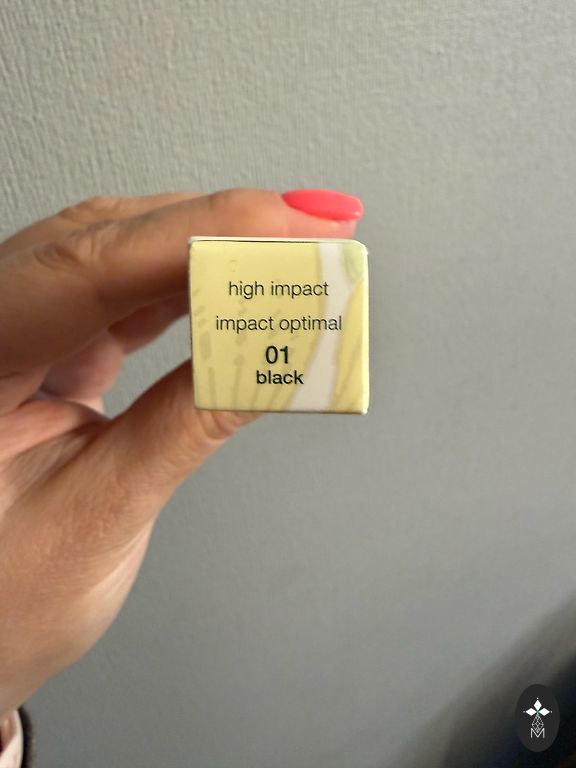 high impact
impact optimal
01
black